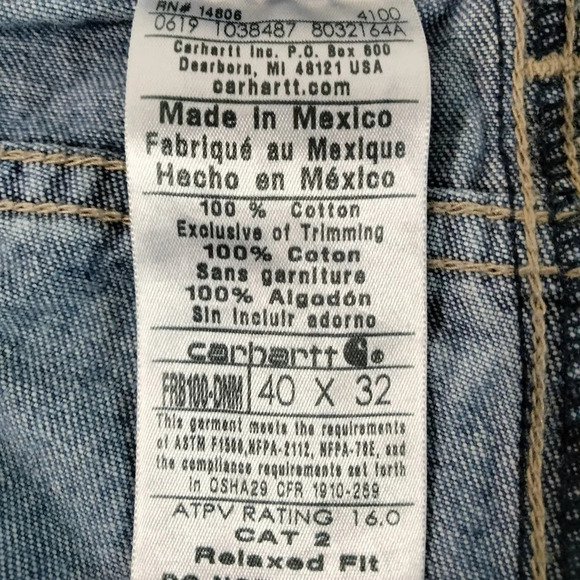 RN# 14806 4100
0619 1038487 8032164A
Carhartt Inc. P.O. Box 600
Dearborn, MI 48121 USA
carhartt.com
Made in Mexico
Fabriqué au Mexique
Hecho en México
100 % Cotton
Exclusive of Trimming
100% Coton
Sans garniture
100% Algodón
Sin incluir adorno
carhartt ®
FRB100-DNM 40 X 32
This garment meets the requirements
of ASTM F1506, NFPA-2112, NFPA-70E, and
the compliance requirements set forth
in OSHA29 CFR 1910-269
ATPV RATING 16.0
CAT 2
Relaxed Fit
DO NOT